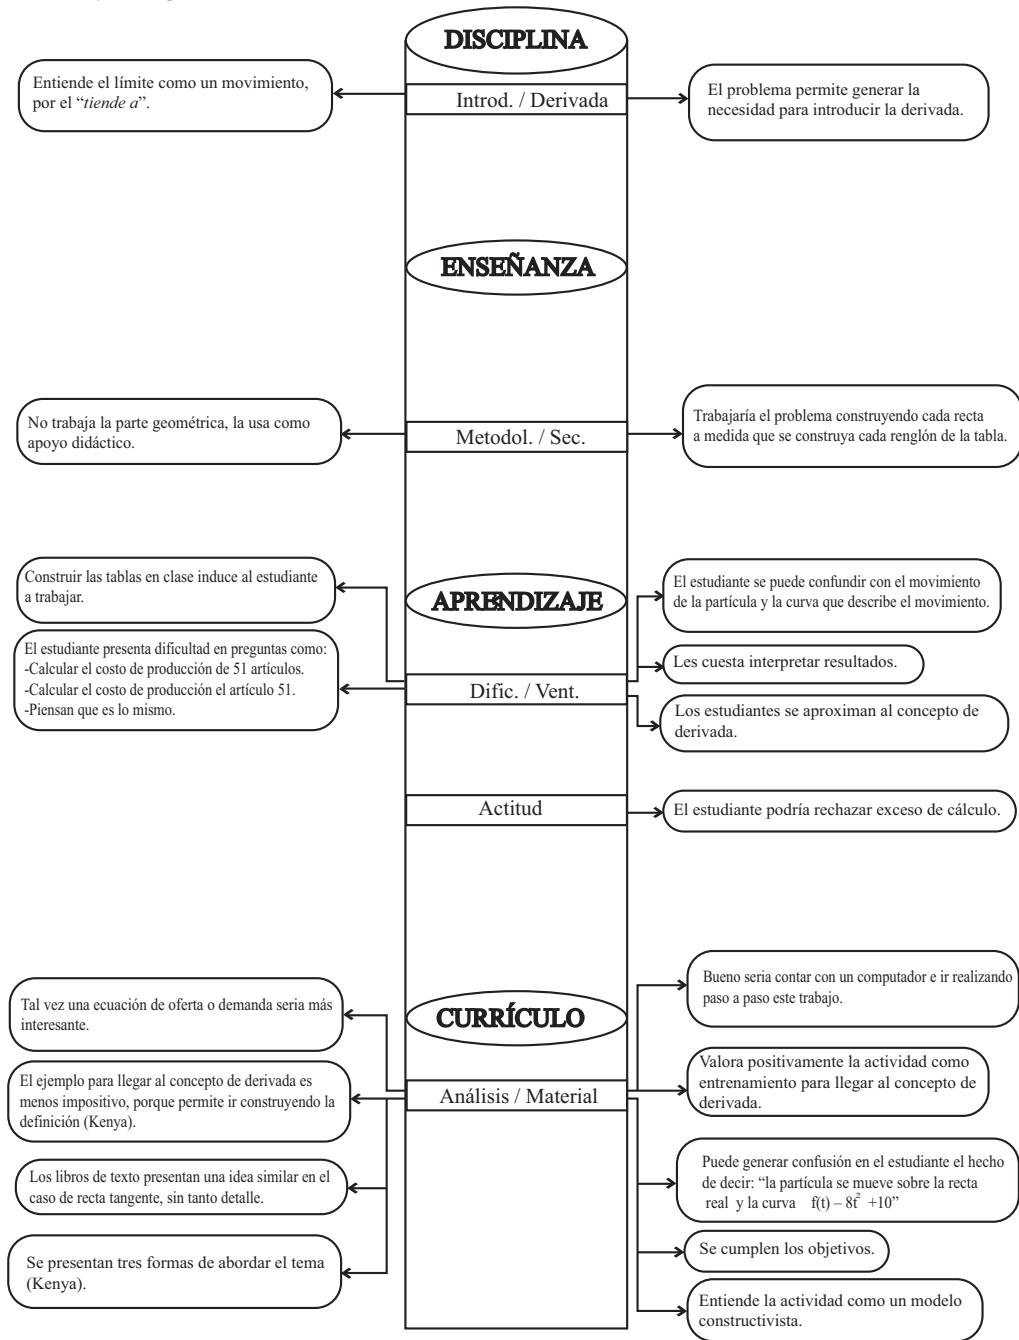 DISCIPLINA
Entiende el límite como un movimiento,
por el “tiende a”.
Introd. / Derivada
El problema permite generar la
necesidad para introducir la derivada.
ENSEÑANZA
No trabaja la parte geométrica, la usa como
apoyo didáctico.
Metodol. / Sec.
Trabajaría el problema construyendo cada recta
a medida que se construya cada renglón de la tabla.
APRENDIZAJE
Construir las tablas en clase induce al estudiante
a trabajar.
El estudiante presenta dificultad en preguntas como:
-Calcular el costo de producción de 51 artículos.
-Calcular el costo de producción el artículo 51.
-Piensan que es lo mismo.
Dific. / Vent.
El estudiante se puede confundir con el movimiento
de la partícula y la curva que describe el movimiento.
Les cuesta interpretar resultados.
Los estudiantes se aproximan al concepto de
derivada.
Actitud
El estudiante podría rechazar exceso de cálculo.
CURRÍCULO
Tal vez una ecuación de oferta o demanda seria más
interesante.
El ejemplo para llegar al concepto de derivada es
menos impositivo, porque permite ir construyendo la
definición (Kenya).
Los libros de texto presentan una idea similar en el
caso de recta tangente, sin tanto detalle.
Se presentan tres formas de abordar el tema
(Kenya).
Análisis / Material
Bueno seria contar con un computador e ir realizando
paso a paso este trabajo.
Valora positivamente la actividad como
entrenamiento para llegar al concepto de
derivada.
Puede generar confusión en el estudiante el hecho
de decir: “la partícula se mueve sobre la recta
real y la curva f(t) – 8t² +10”
Se cumplen los objetivos.
Entiende la actividad como un modelo
constructivista.